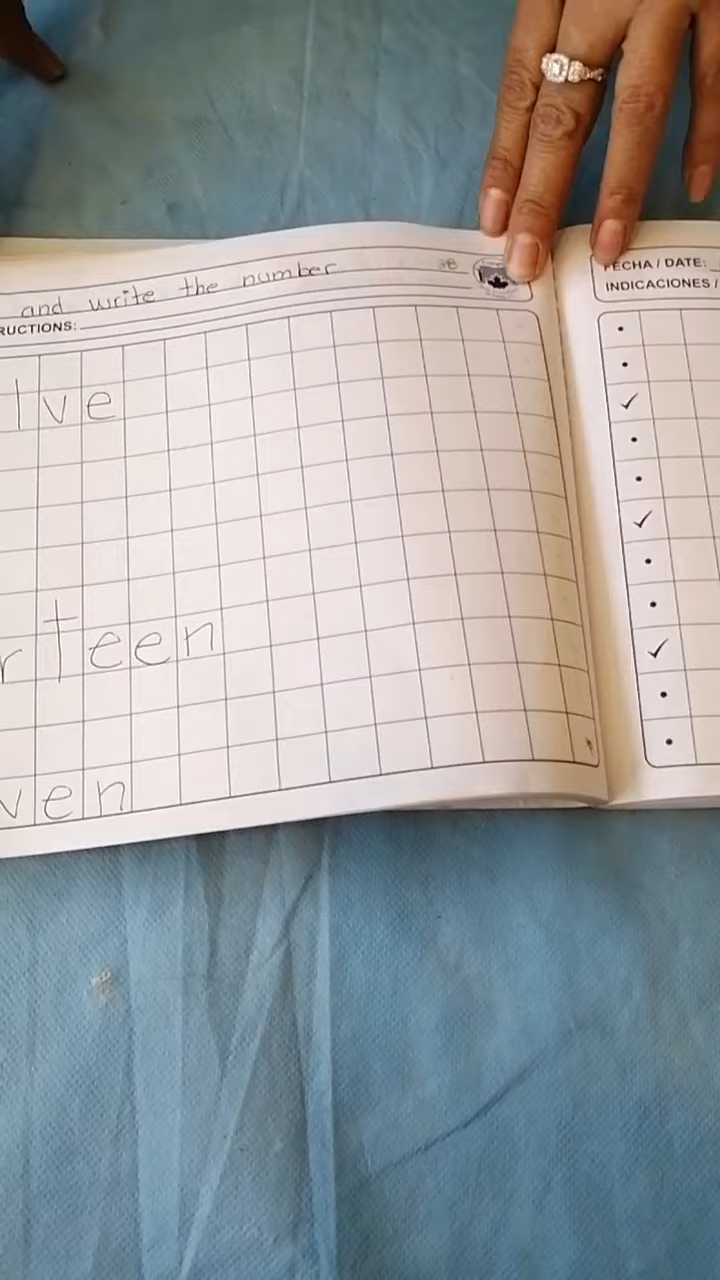 and write the number
RUCTIONS:
lve
rteen
ven
FECHA / DATE:
INDICACIONES /